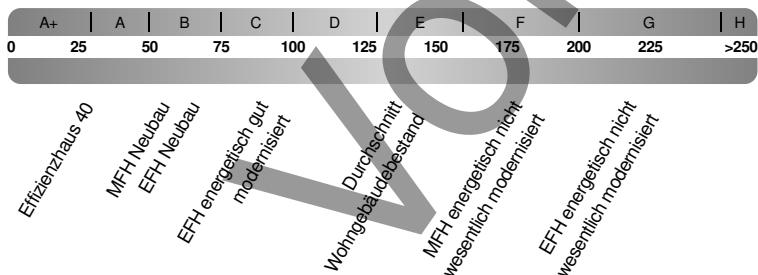 A+ A B C D E F G H
0 25 50 75 100 125 150 175 200 225 >250
Effizienzhaus 40
MFH Neubau
EFH Neubau
EFH energetisch gut
modernisiert
Durchschnitt
Wohngebäudebestand
MFH energetisch nicht
wesentlich modernisiert
EFH energetisch nicht
wesentlich modernisiert
Vo